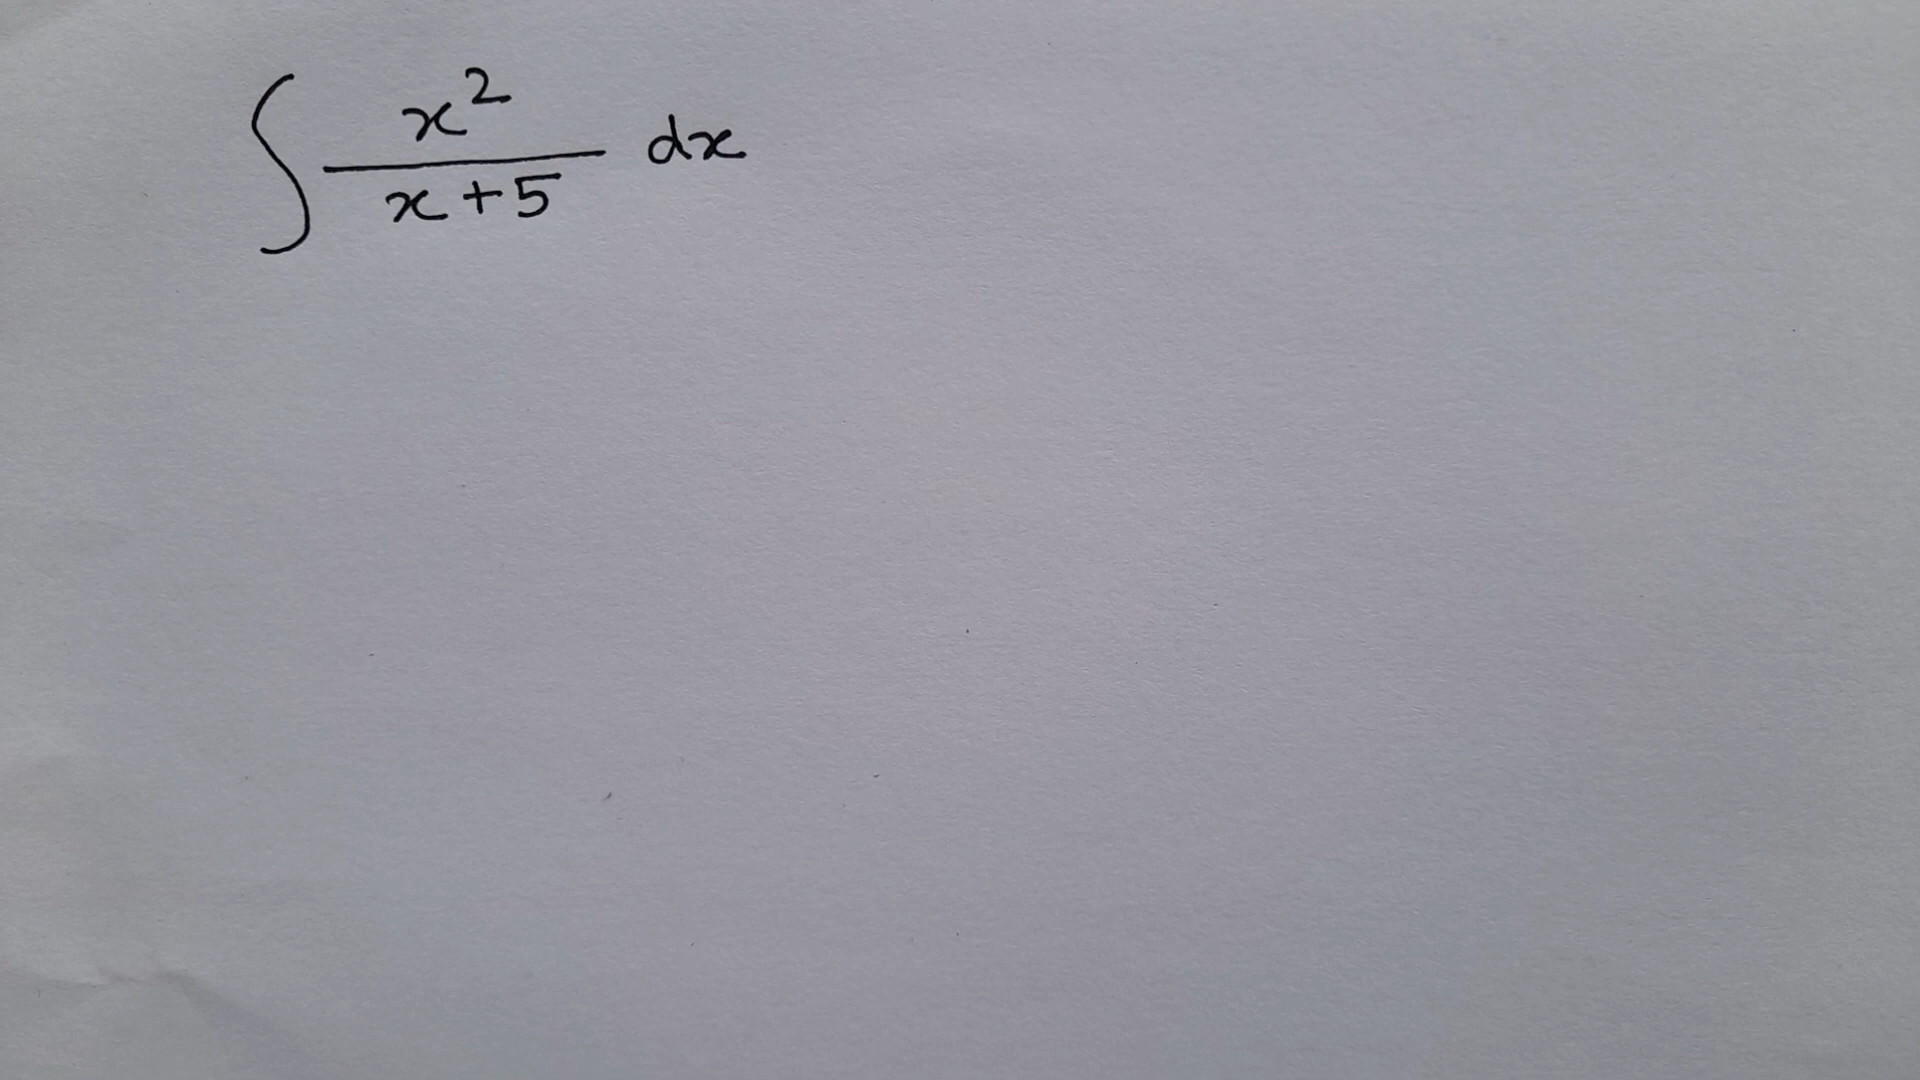 ∫ x²/(x+5) dx